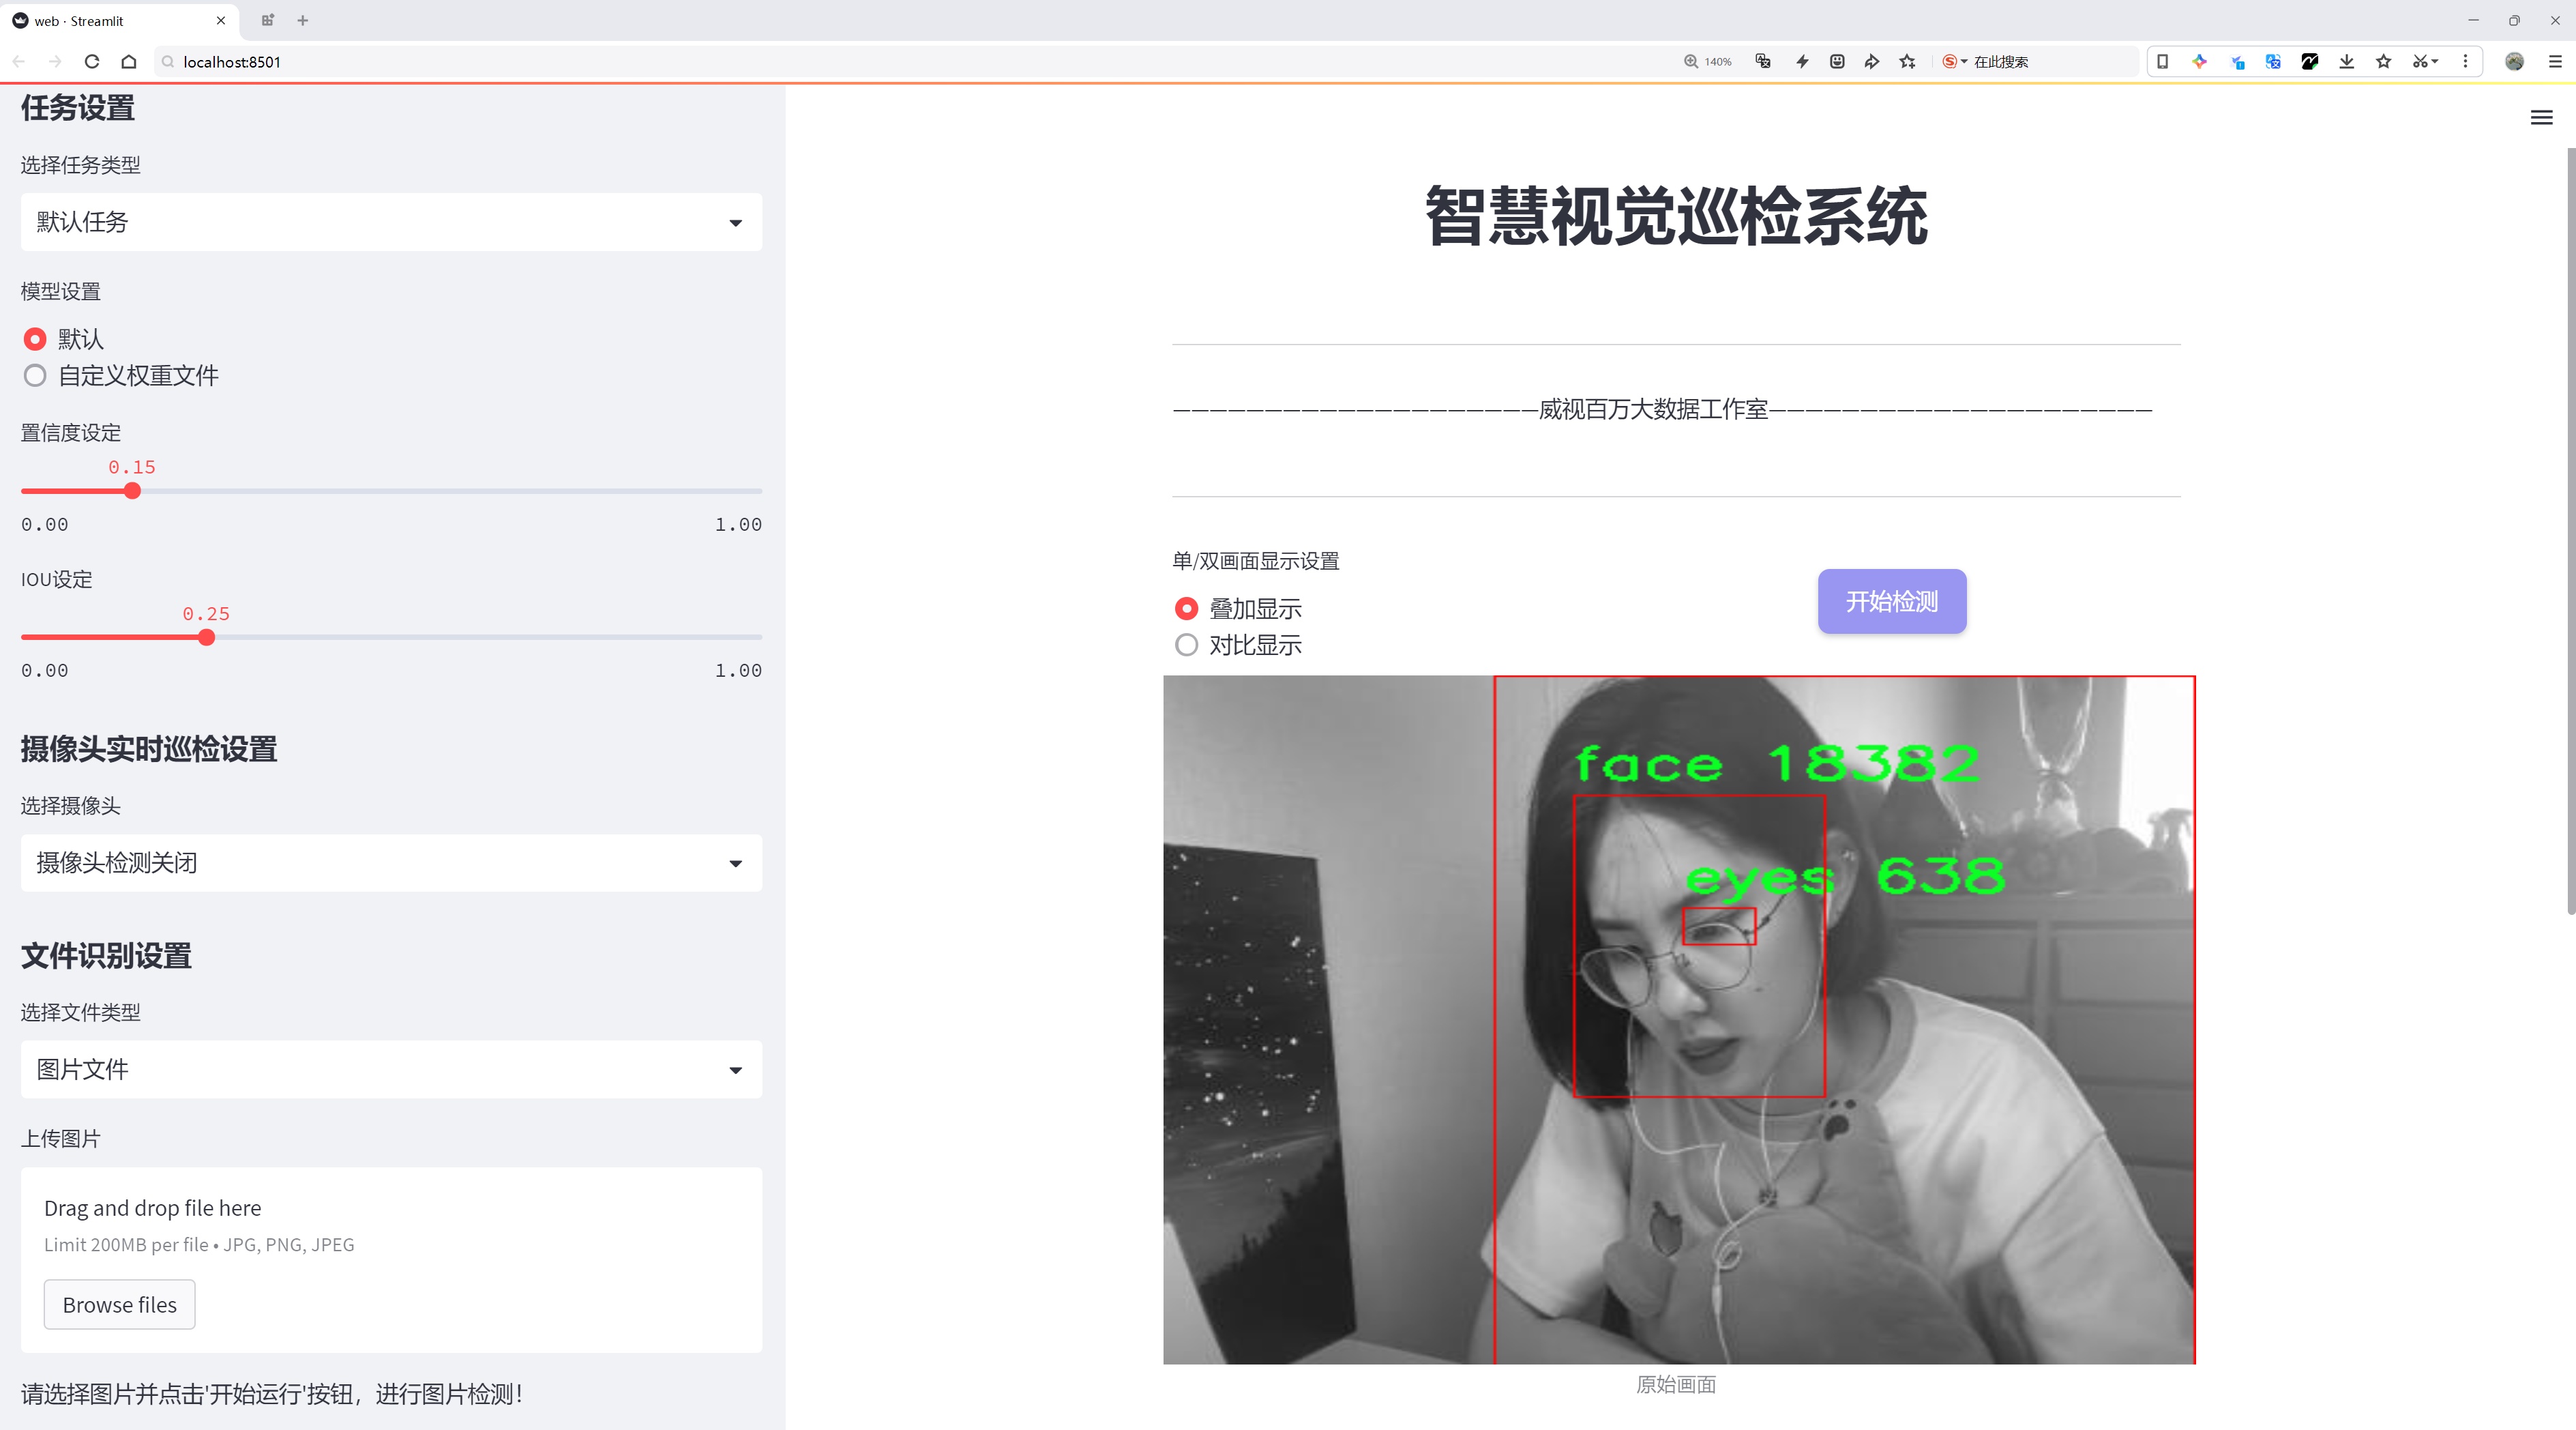 web · Streamlit
localhost:8501
140%
在此搜索
任务设置
选择任务类型
默认任务
模型设置
默认
自定义权重文件
置信度设定
0.15
0.00 1.00
IOU设定
0.25
0.00 1.00
摄像头实时巡检设置
选择摄像头
摄像头检测关闭
文件识别设置
选择文件类型
图片文件
上传图片
Drag and drop file here
Limit 200MB per file • JPG, PNG, JPEG
Browse files
请选择图片并点击'开始运行'按钮，进行图片检测！
智慧视觉巡检系统
————————————————————威视百万大数据工作室—————————————————————
单/双画面显示设置
叠加显示
对比显示
开始检测
face 18382
eyes 638
原始画面